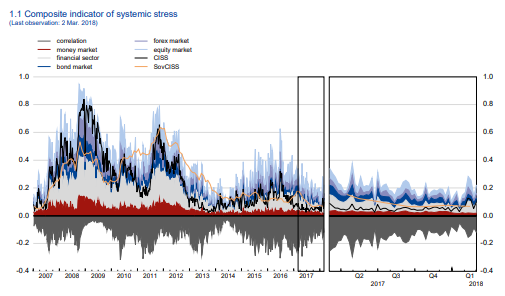 1.1 Composite indicator of systemic stress
(Last observation: 2 Mar. 2018)
correlation forex market
money market equity market
financial sector CISS
bond market SovCISS
1.0 1.0
0.8 0.8
0.6 0.6
0.4 0.4
0.2 0.2
0.0 0.0
-0.2 -0.2
-0.4 -0.4
2007 2008 2009 2010 2011 2012 2013 2014 2015 2016 2017 Q2 Q3 Q4 Q1
2017 2018